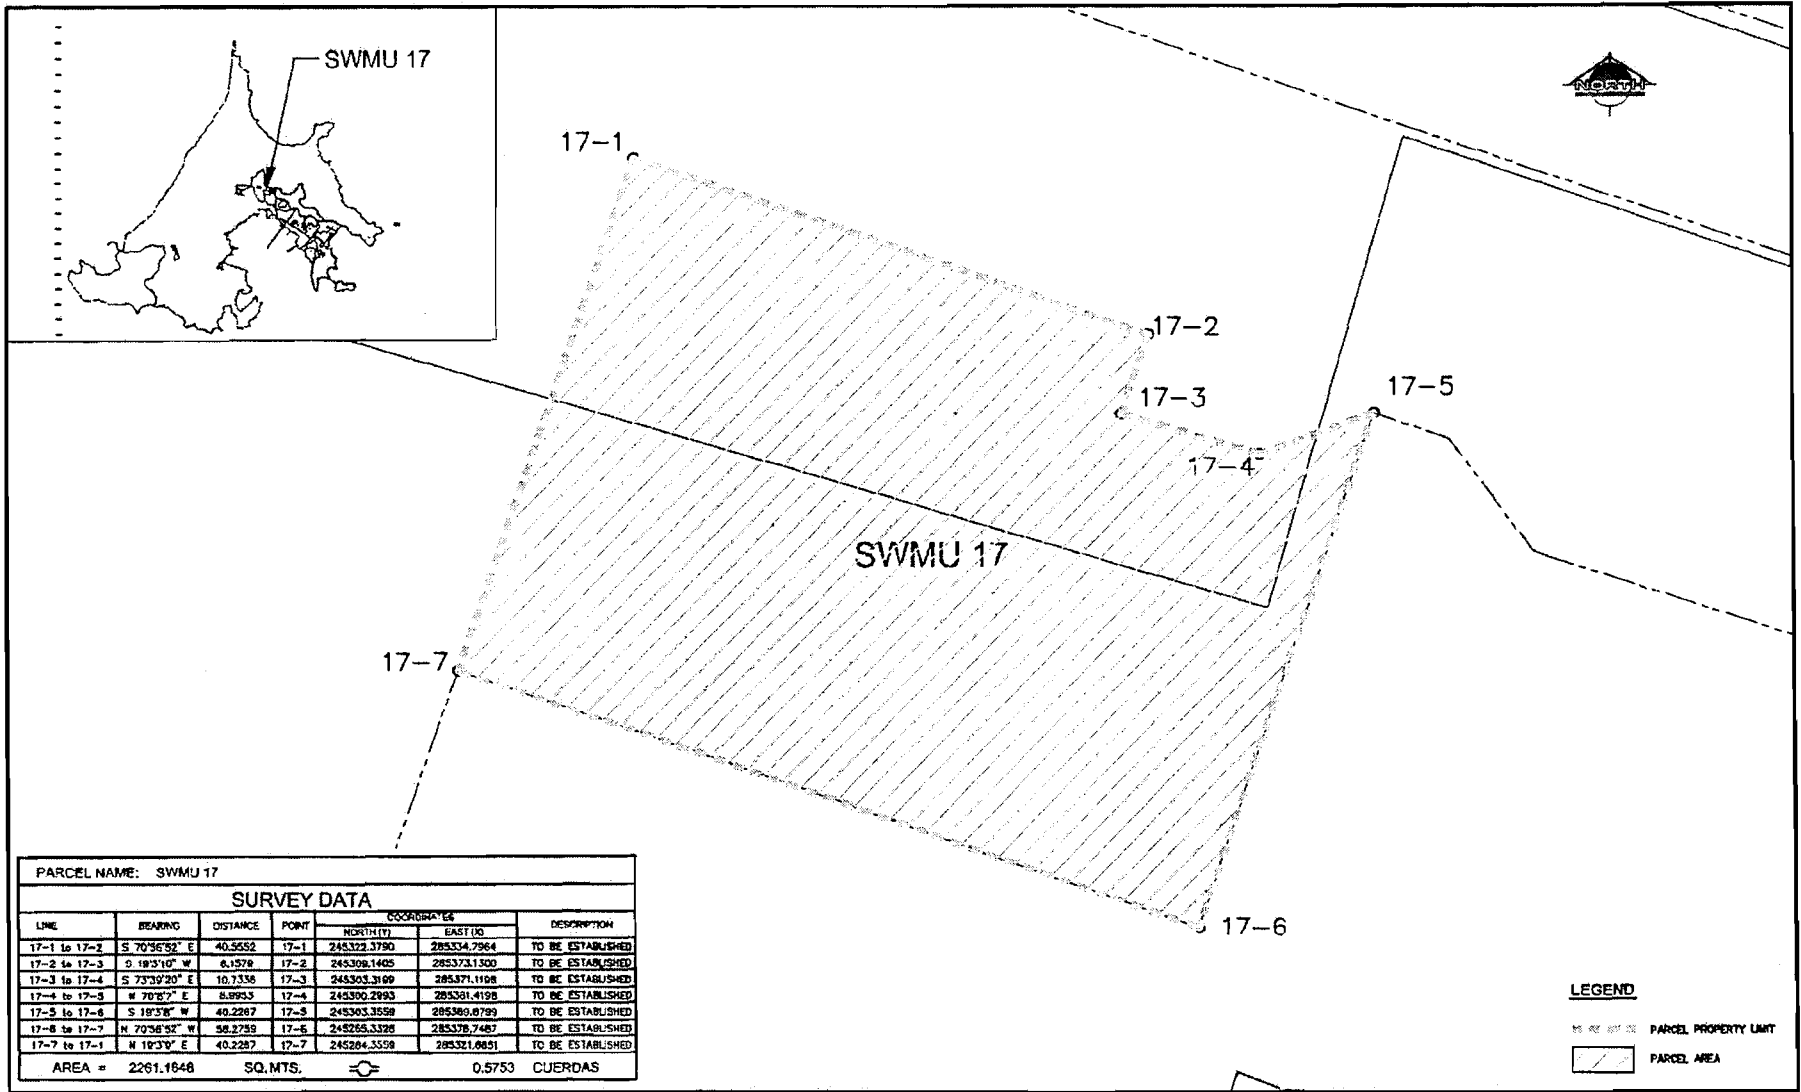 SWMU 17
NORTH
17-1
17-2
17-3
17-5
17-4
SWMU 17
17-7
17-6
PARCEL NAME: SWMU 17
SURVEY DATA
LINE BEARING DISTANCE POINT COORDINATES DESCRIPTION
NORTH (Y) EAST (X)
17-1 to 17-2 S 70°56'52" E 40.5552 17-1 245322.3790 285334.7964 TO BE ESTABLISHED
17-2 to 17-3 6.1579 17-2 245309.1405 285373.1300 TO BE ESTABLISHED
17-3 to 17-4 S 73°39'20" E 10.7336 17-3 245303.3199 285371.1198 TO BE ESTABLISHED
17-4 to 17-5 17-4 245300.2993 285381.4198 TO BE ESTABLISHED
17-5 to 17-6 40.2267 17-5 245303.3559 285389.8799 TO BE ESTABLISHED
17-6 to 17-7 N 70°56'52" W 58.2759 17-6 245265.3328 285376.7487 TO BE ESTABLISHED
17-7 to 17-1 40.2267 17-7 245284.3559 285321.6651 TO BE ESTABLISHED
AREA = 2261.1648 SQ.MTS. 0.5753 CUERDAS
LEGEND
PARCEL PROPERTY LIMIT
PARCEL AREA